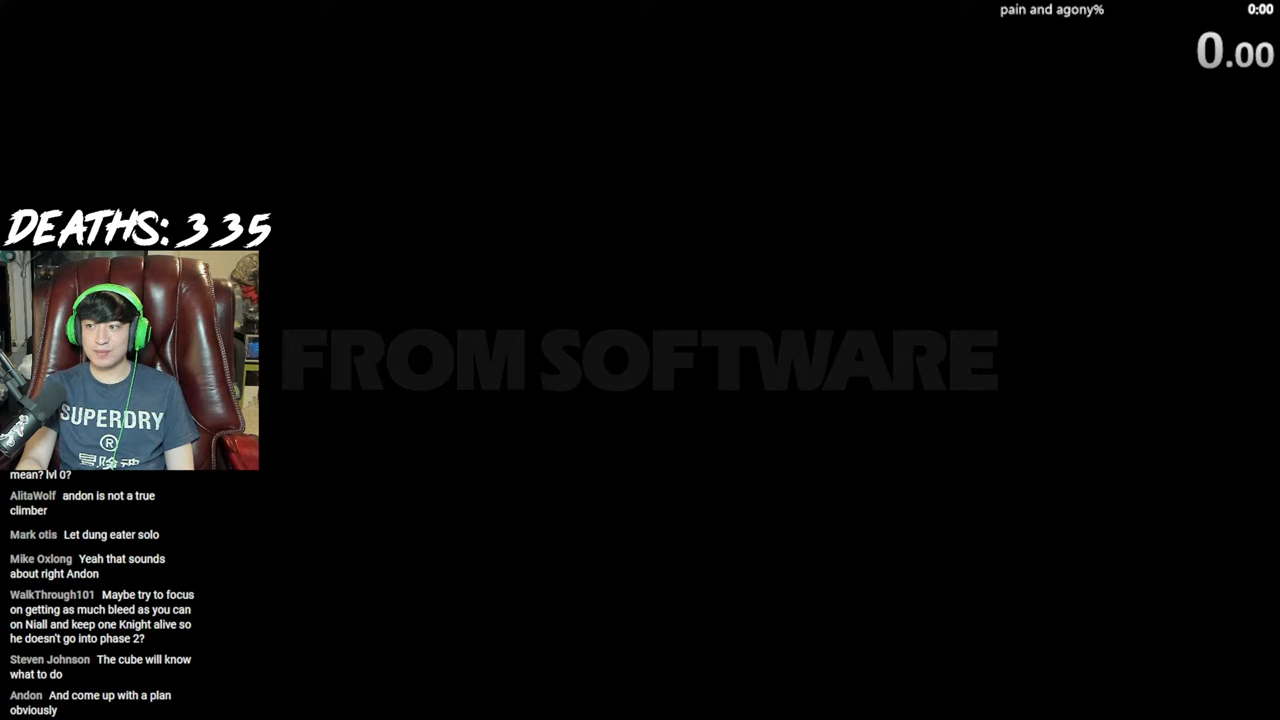 pain and agony% 0:00
0.00
DEATHS: 335
FROMSOFTWARE
SUPERDRY
®
冒険魂
mean? lvl 0?
AlitaWolf andon is not a true
climber
Mark otis Let dung eater solo
Mike Oxlong Yeah that sounds
about right Andon
WalkThrough101 Maybe try to focus
on getting as much bleed as you can
on Niall and keep one Knight alive so
he doesn't go into phase 2?
Steven Johnson The cube will know
what to do
Andon And come up with a plan
obviously